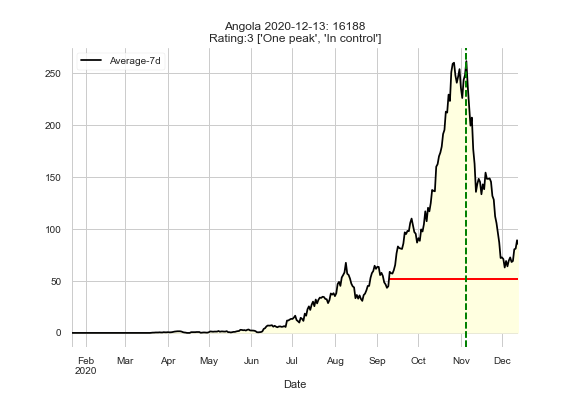 Angola 2020-12-13: 16188
Rating:3 ['One peak', 'In control']
Average-7d
250
200
150
100
50
0
Feb Mar Apr May Jun Jul Aug Sep Oct Nov Dec
2020
Date